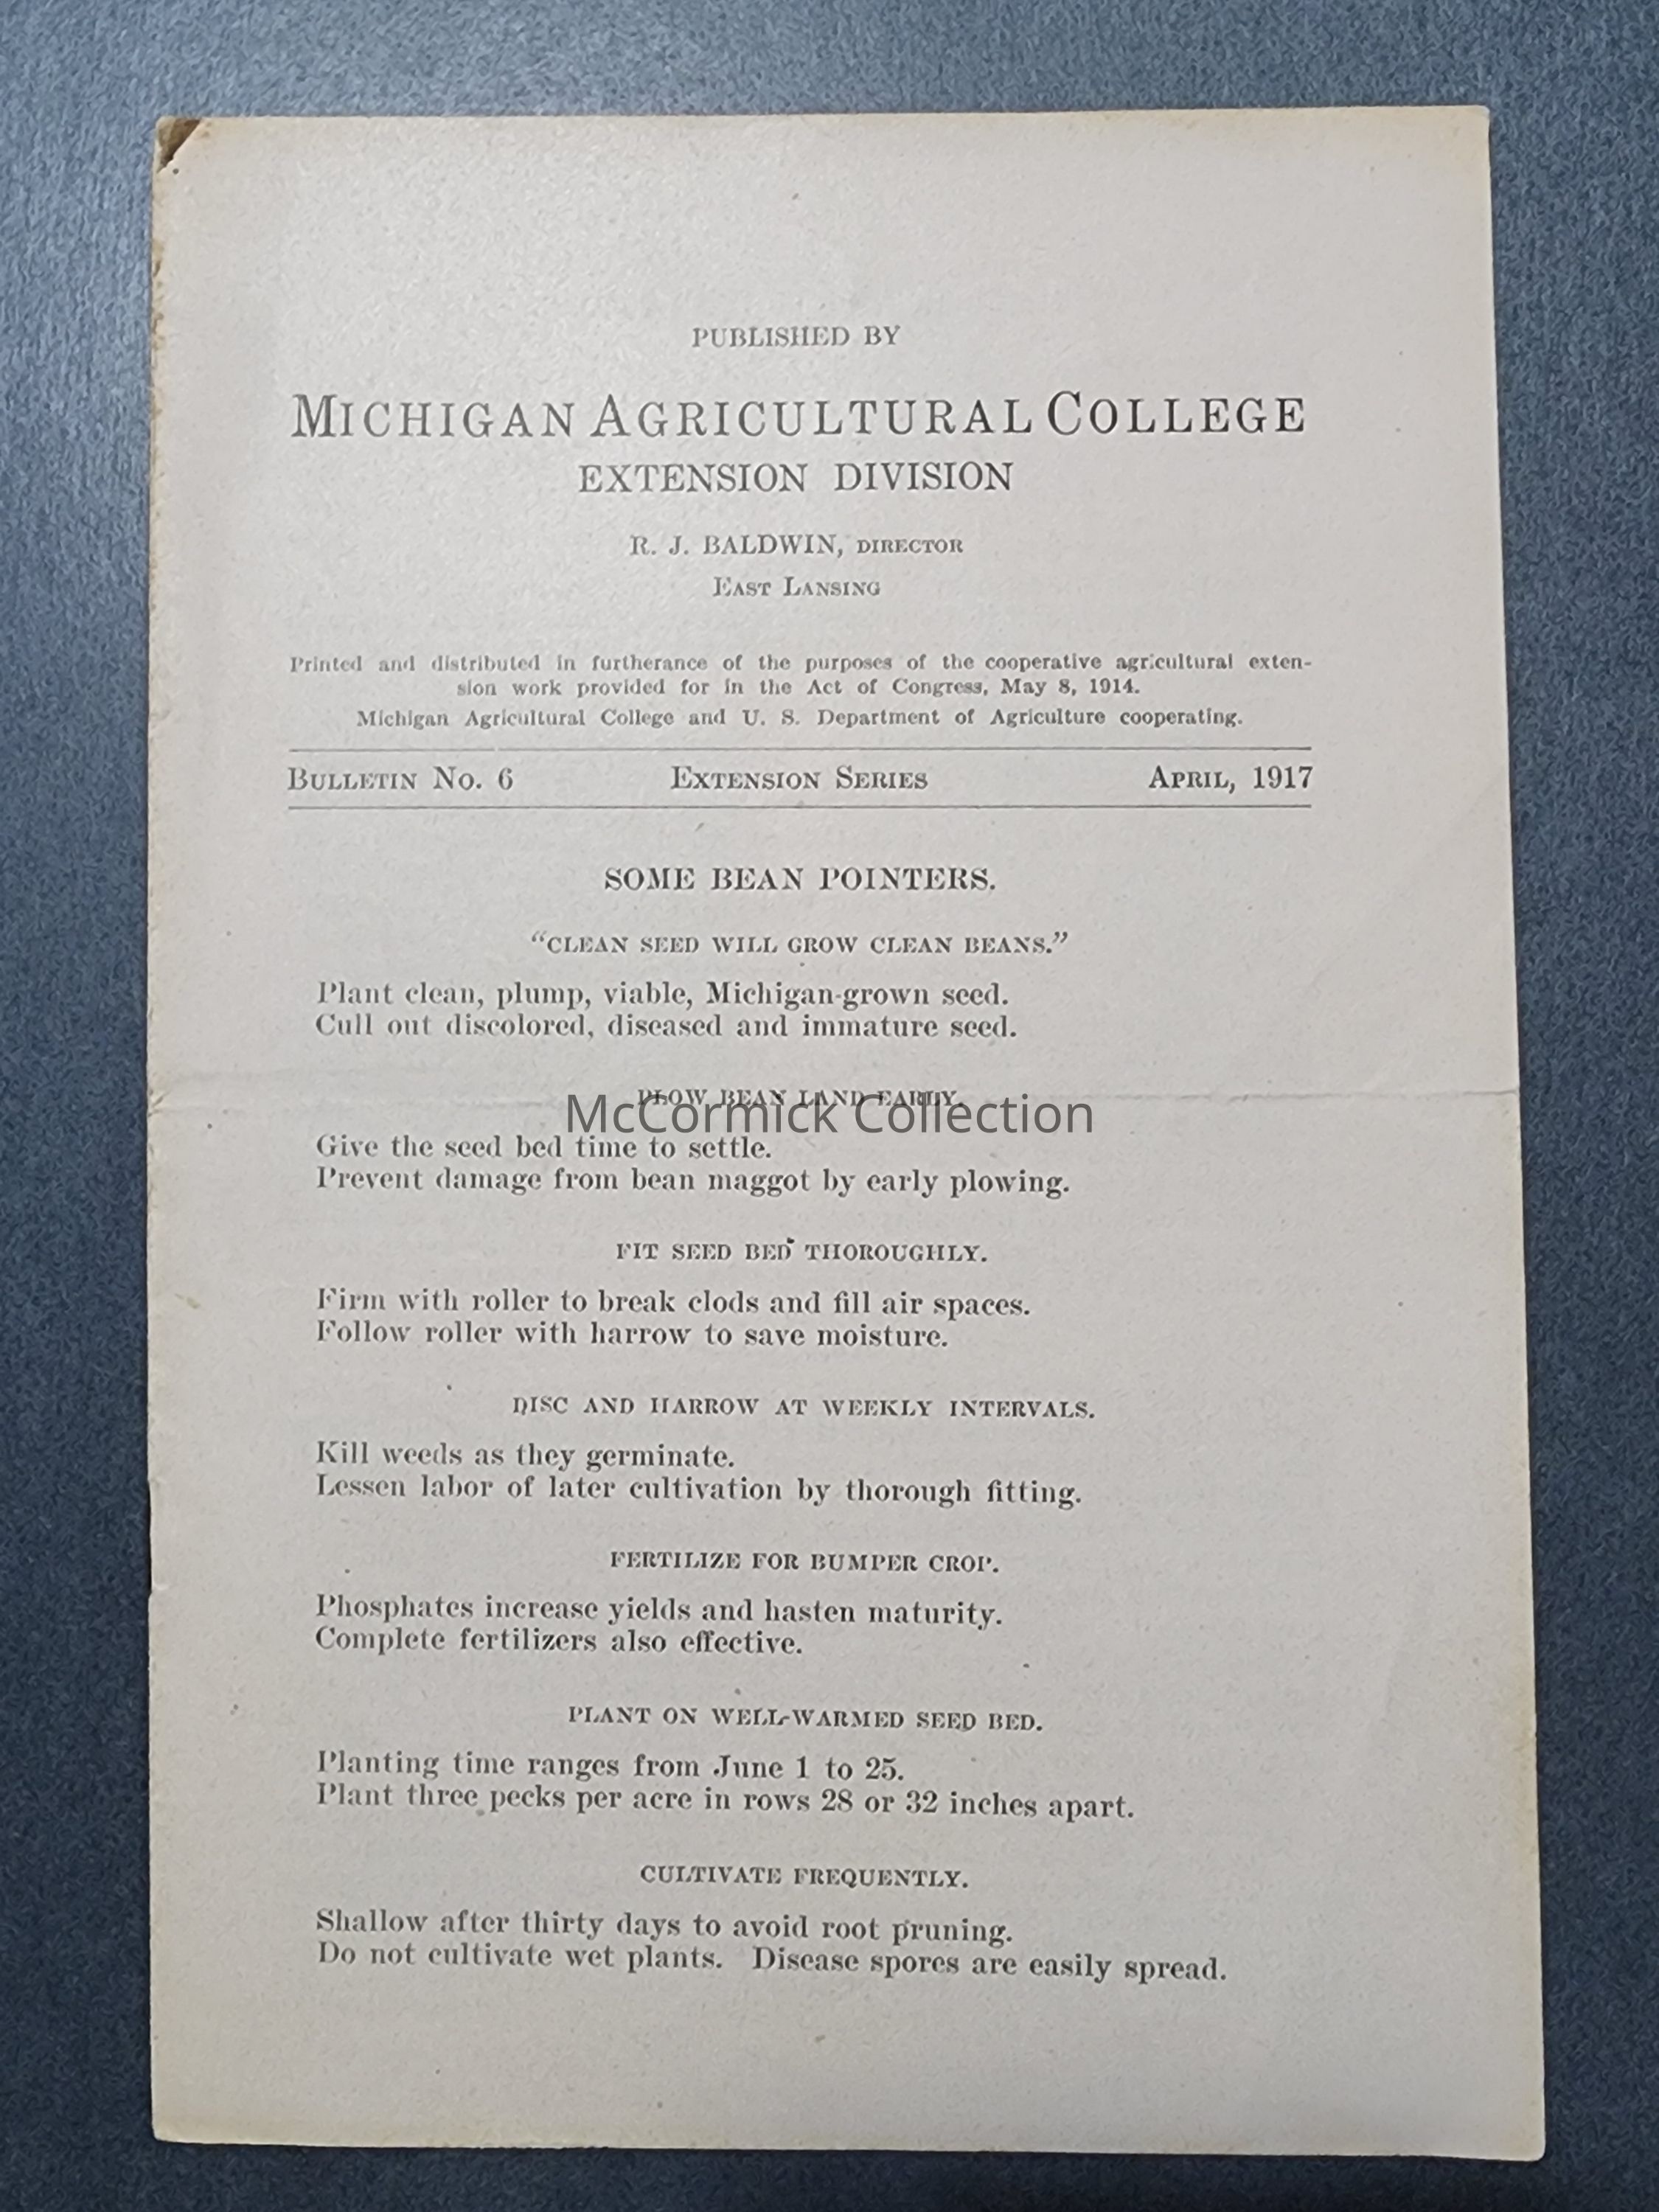 PUBLISHED BY
MICHIGAN AGRICULTURAL COLLEGE
EXTENSION DIVISION
R. J. BALDWIN, DIRECTOR
EAST LANSING
Printed and distributed in furtherance of the purposes of the cooperative agricultural exten-
sion work provided for in the Act of Congress, May 8, 1914.
Michigan Agricultural College and U. S. Department of Agriculture cooperating.
BULLETIN No. 6 EXTENSION SERIES APRIL, 1917
SOME BEAN POINTERS.
"CLEAN SEED WILL GROW CLEAN BEANS."
Plant clean, plump, viable, Michigan-grown seed.
Cull out discolored, diseased and immature seed.
PLOW BEAN LAND EARLY.
McCormick Collection
Give the seed bed time to settle.
Prevent damage from bean maggot by early plowing.
FIT SEED BED THOROUGHLY.
Firm with roller to break clods and fill air spaces.
Follow roller with harrow to save moisture.
DISC AND HARROW AT WEEKLY INTERVALS.
Kill weeds as they germinate.
Lessen labor of later cultivation by thorough fitting.
FERTILIZE FOR BUMPER CROP.
Phosphates increase yields and hasten maturity.
Complete fertilizers also effective.
PLANT ON WELL-WARMED SEED BED.
Planting time ranges from June 1 to 25.
Plant three pecks per acre in rows 28 or 32 inches apart.
CULTIVATE FREQUENTLY.
Shallow after thirty days to avoid root pruning.
Do not cultivate wet plants. Disease spores are easily spread.